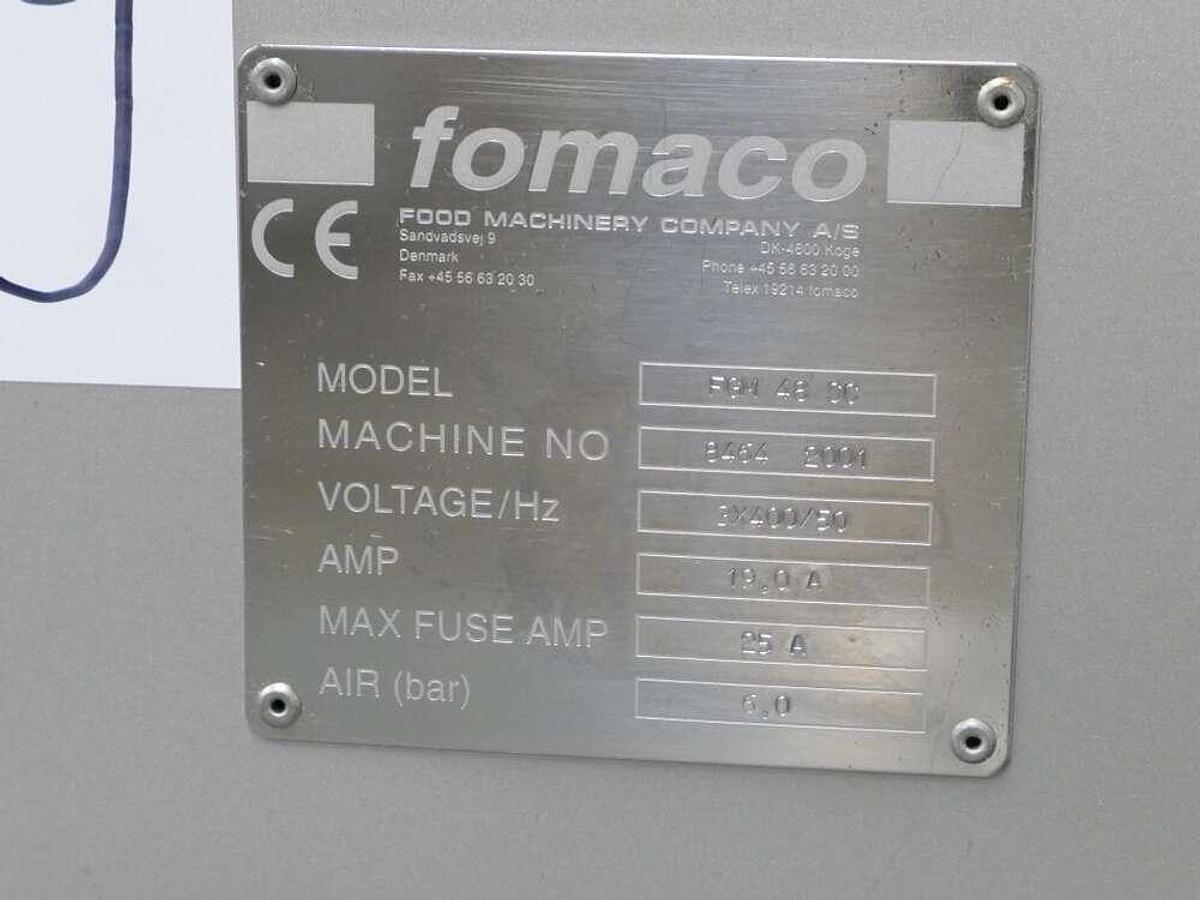 fomaco
CE
FOOD MACHINERY COMPANY A/S
Sandvadsvej 9 DK-4600 Koge
Denmark Phone +45 56 63 20 00
Fax +45 56 63 20 30 Telex 19214 fomaco
MODEL FGM 48 SC
MACHINE NO 8464 2001
VOLTAGE/Hz 3X400/50
AMP 19,0 A
MAX FUSE AMP 25 A
AIR (bar) 6,0